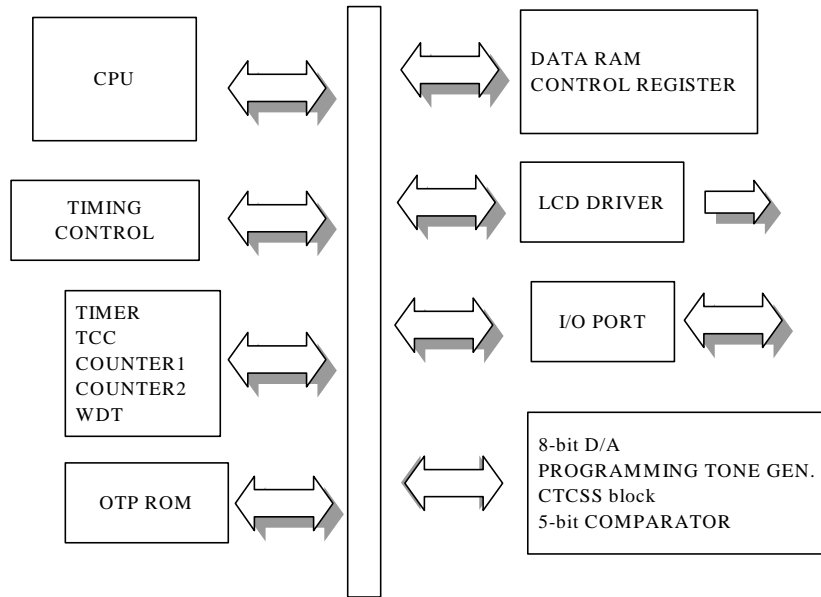 CPU
TIMING
CONTROL
TIMER
TCC
COUNTER1
COUNTER2
WDT
OTP ROM
DATA RAM
CONTROL REGISTER
LCD DRIVER
I/O PORT
8-bit D/A
PROGRAMMING TONE GEN.
CTCSS block
5-bit COMPARATOR